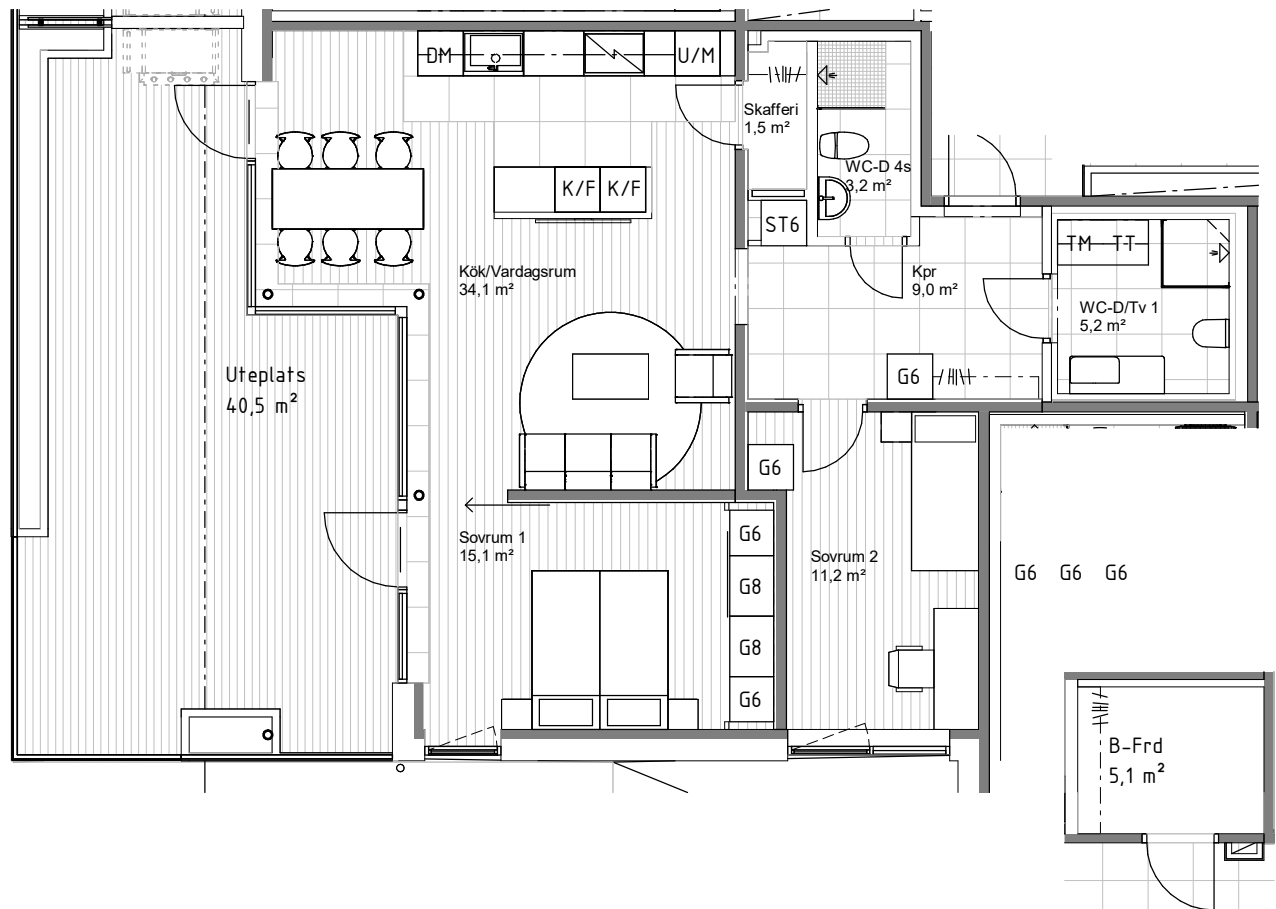 DM
U/M
Skafferi
1,5 m²
WC-D 4s
3,2 m²
K/F K/F
ST6
TM TT
Kök/Vardagsrum
34,1 m²
Kpr
9,0 m²
WC-D/Tv 1
5,2 m²
Uteplats
40,5 m²
G6
G6
Sovrum 1
15,1 m²
G6
G8
G8
G6
Sovrum 2
11,2 m²
G6 G6 G6
B-Frd
5,1 m²